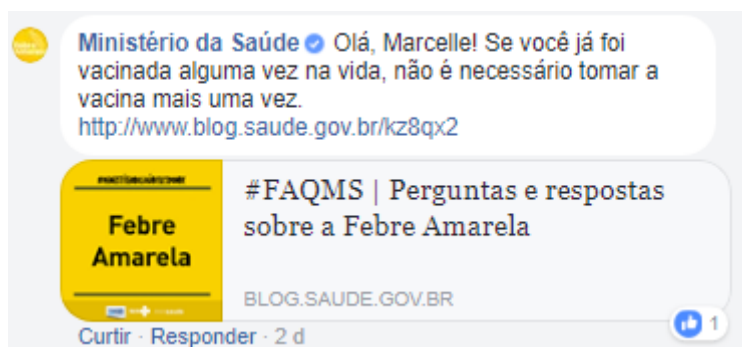 Ministério da Saúde Olá, Marcelle! Se você já foi
vacinada alguma vez na vida, não é necessário tomar a
vacina mais uma vez.
http://www.blog.saude.gov.br/kz8qx2
#FAQMS | Perguntas e respostas
sobre a Febre Amarela
Febre
Amarela
BLOG.SAUDE.GOV.BR
1
Curtir · Responder · 2 d